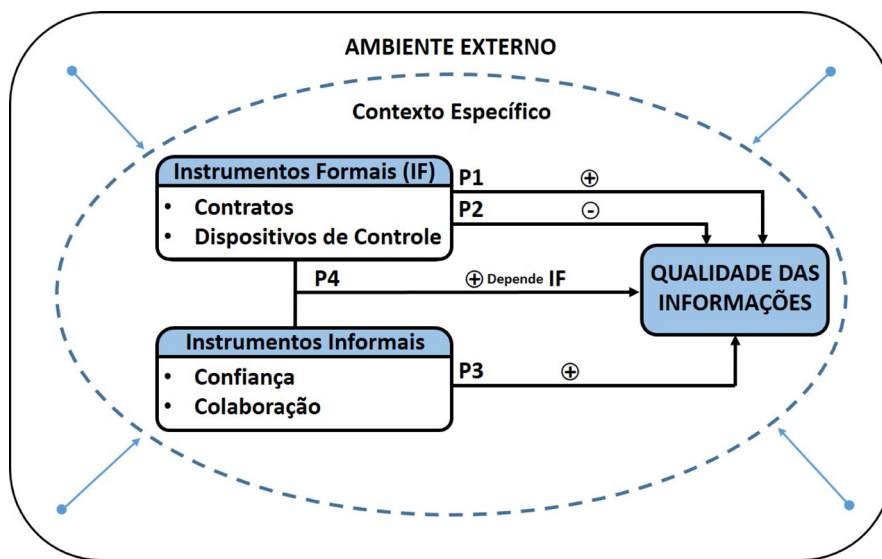 AMBIENTE EXTERNO
Contexto Específico
Instrumentos Formais (IF)
• Contratos
• Dispositivos de Controle
P1 +
P2 -
P4 + Depende IF
QUALIDADE DAS
INFORMAÇÕES
Instrumentos Informais
• Confiança
• Colaboração
P3 +